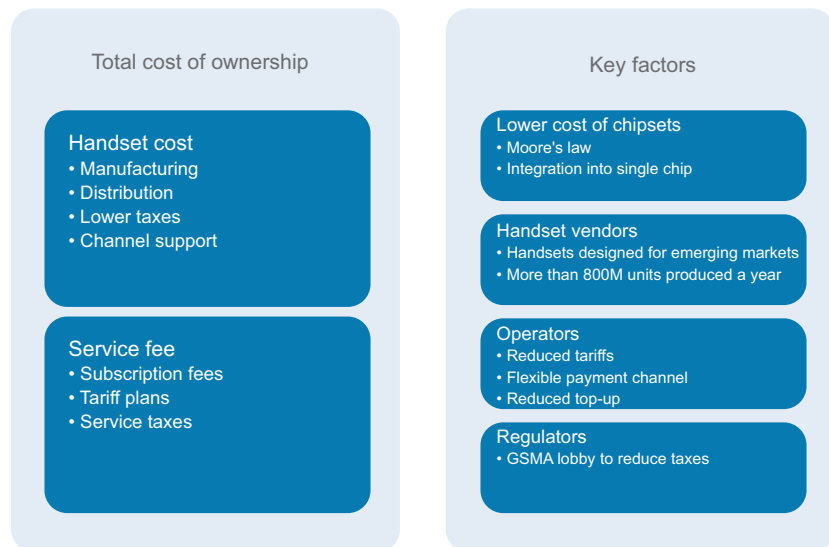 Total cost of ownership
Handset cost
• Manufacturing
• Distribution
• Lower taxes
• Channel support
Service fee
• Subscription fees
• Tariff plans
• Service taxes
Key factors
Lower cost of chipsets
• Moore's law
• Integration into single chip
Handset vendors
• Handsets designed for emerging markets
• More than 800M units produced a year
Operators
• Reduced tariffs
• Flexible payment channel
• Reduced top-up
Regulators
• GSMA lobby to reduce taxes